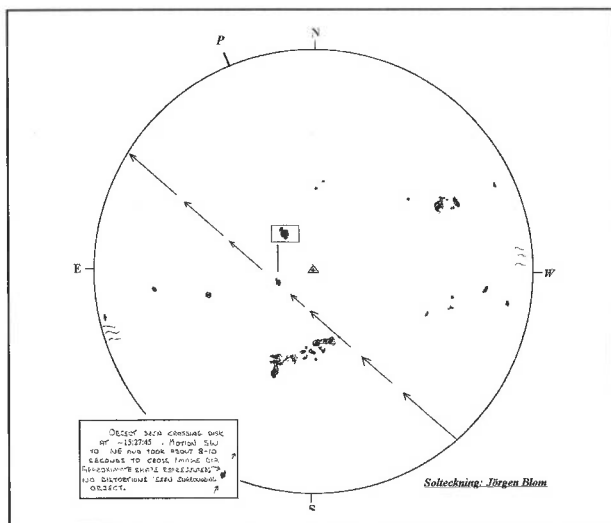 P
N
E
W
S
OBJECT SEEN CROSSING DISK
AT ~15:27:45. MOTION SW
TO NE AND TOOK ABOUT 8-10
SECONDS TO CROSS IMAGE DIA
APPROXIMATE SHAPE REPRESENTED
NO DISTORTIONS SEEN SURROUNDING
OBJECT.
Solteckning: Jörgen Blom